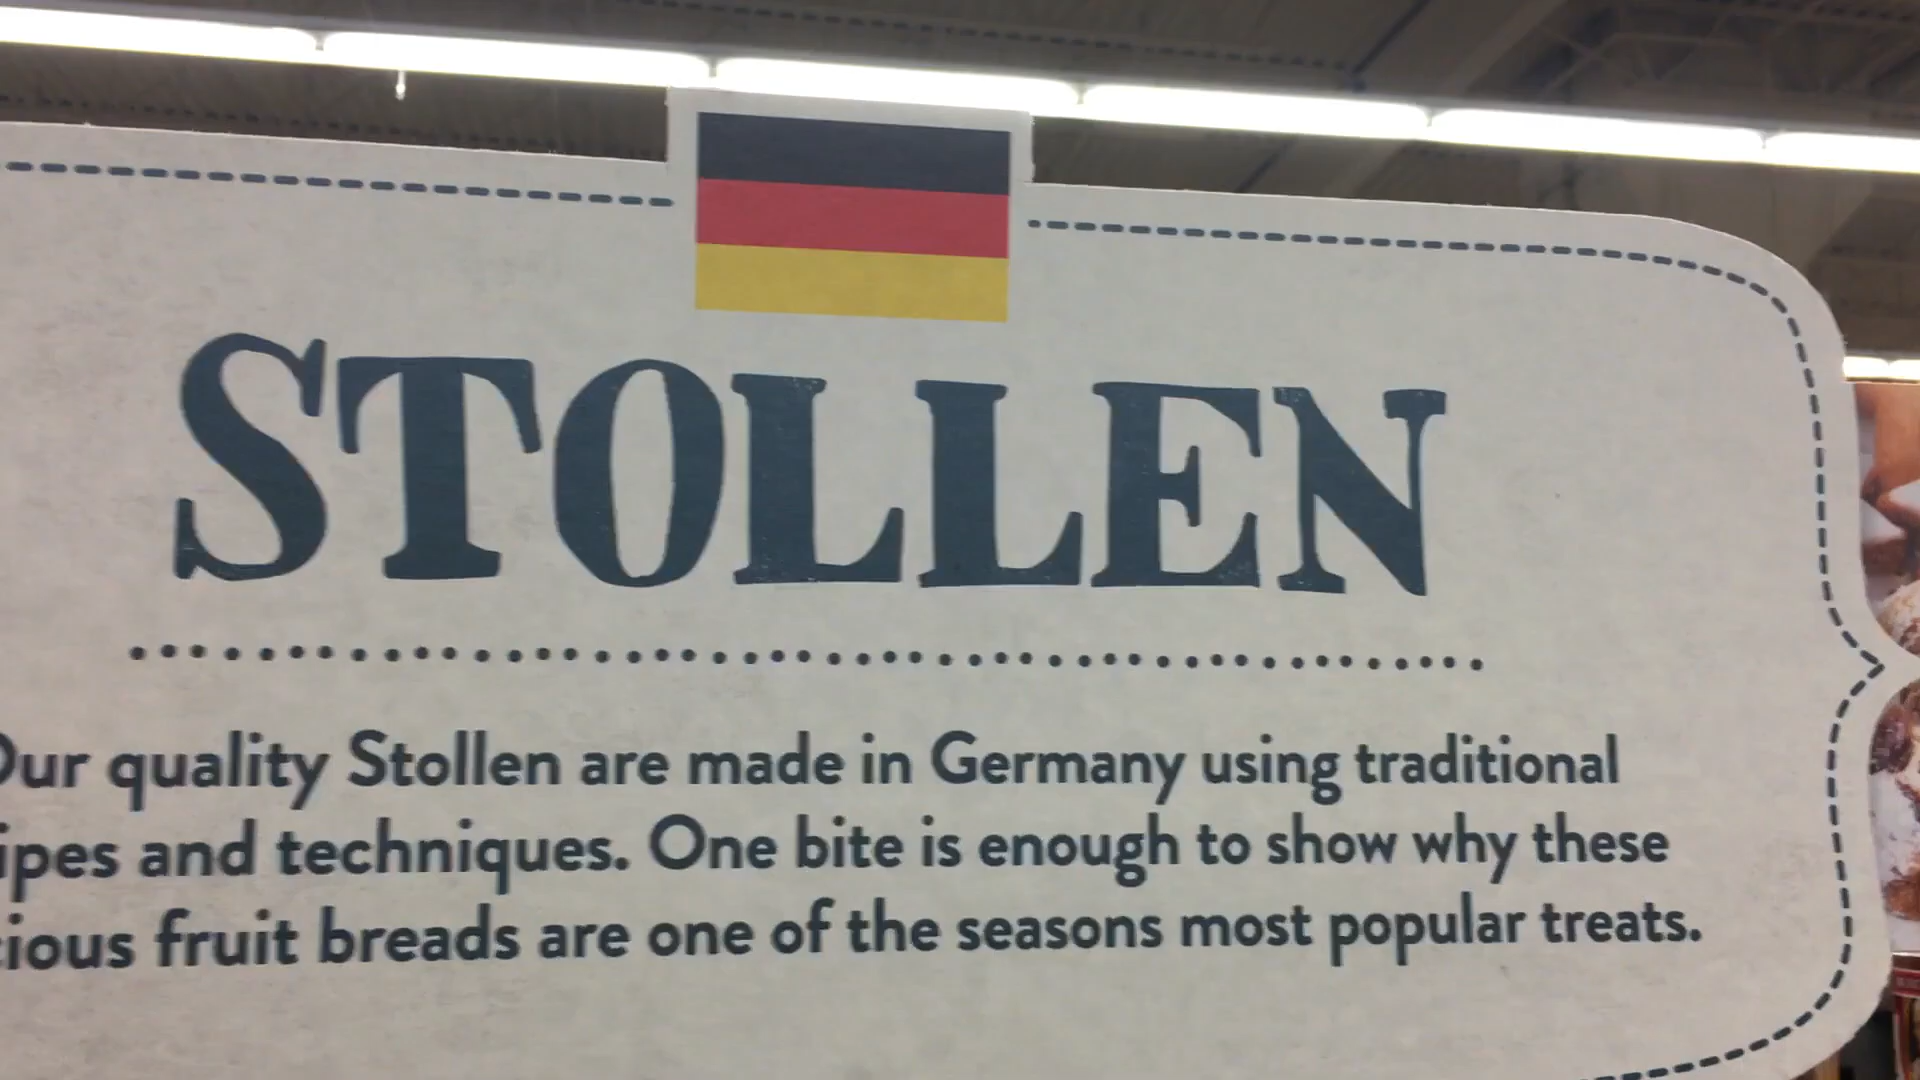 STOLLEN
Our quality Stollen are made in Germany using traditional
ipes and techniques. One bite is enough to show why these
cious fruit breads are one of the seasons most popular treats.